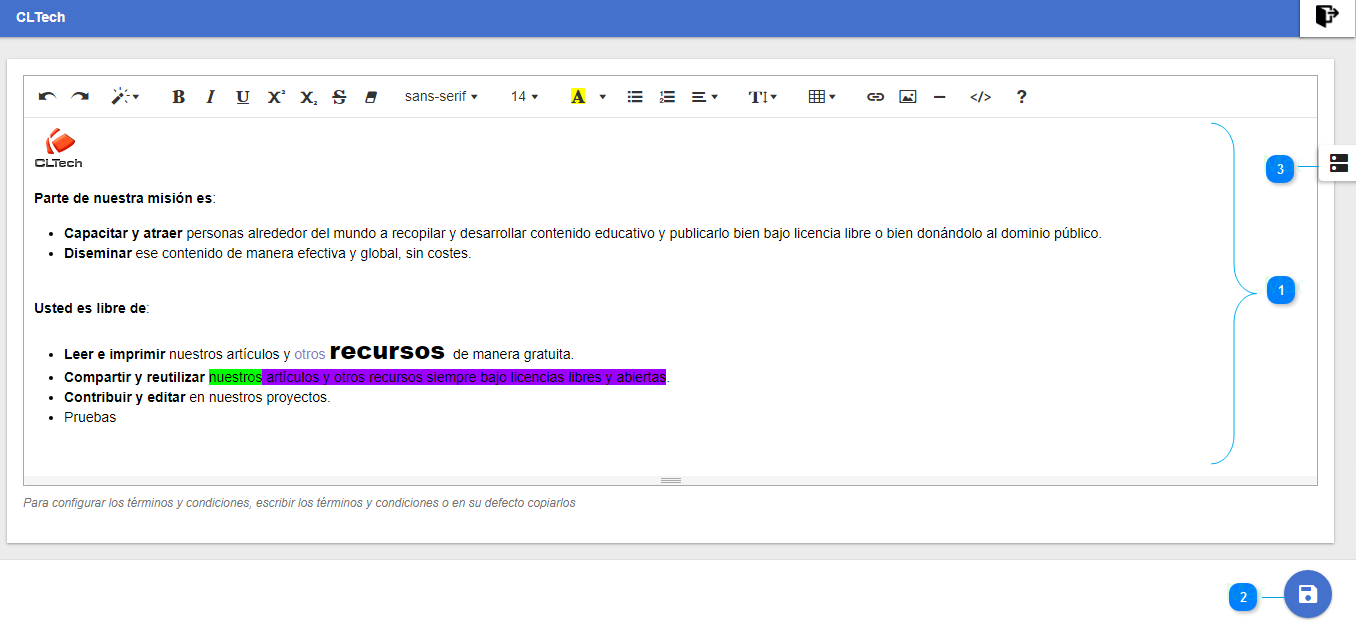 CLTech
B I U X² X₂ S sans-serif 14 A T </> ?
CLTech
3
Parte de nuestra misión es:
Capacitar y atraer personas alrededor del mundo a recopilar y desarrollar contenido educativo y publicarlo bien bajo licencia libre o bien donándolo al dominio público.
Diseminar ese contenido de manera efectiva y global, sin costes.
1
Usted es libre de:
Leer e imprimir nuestros artículos y otros recursos de manera gratuita.
Compartir y reutilizar nuestros artículos y otros recursos siempre bajo licencias libres y abiertas.
Contribuir y editar en nuestros proyectos.
Pruebas
Para configurar los términos y condiciones, escribir los términos y condiciones o en su defecto copiarlos
2